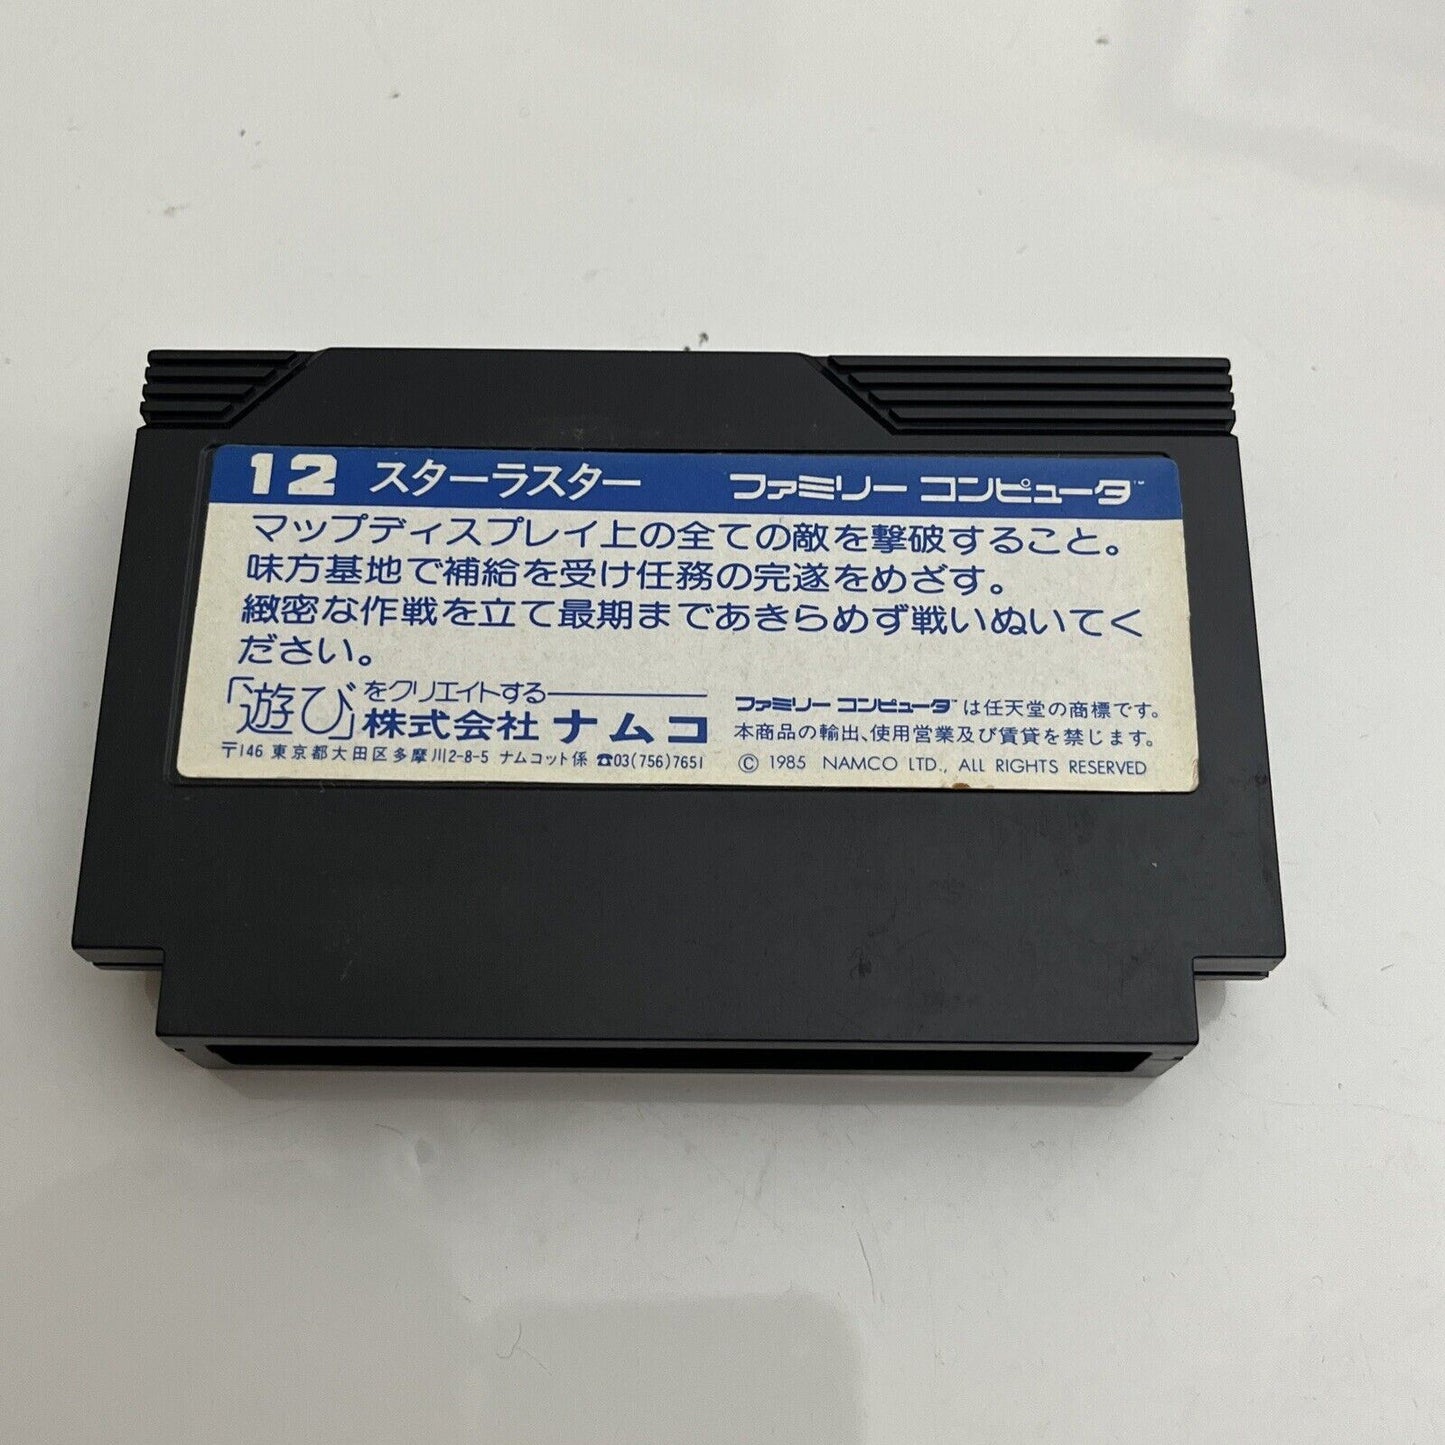 12 スターラスター ファミリー コンピュータ™
マップディスプレイ上の全ての敵を撃破すること。
味方基地で補給を受け任務の完遂をめざす。
緻密な作戦を立て最期まであきらめず戦いぬいてく
ださい。
「遊び」をクリエイトする
株式会社 ナムコ
〒146 東京都大田区多摩川2-8-5 ナムコット係 ☎03(756)7651
ファミリー コンピュータ™は任天堂の商標です。
本商品の輸出、使用営業及び賃貸を禁じます。
© 1985 NAMCO LTD., ALL RIGHTS RESERVED